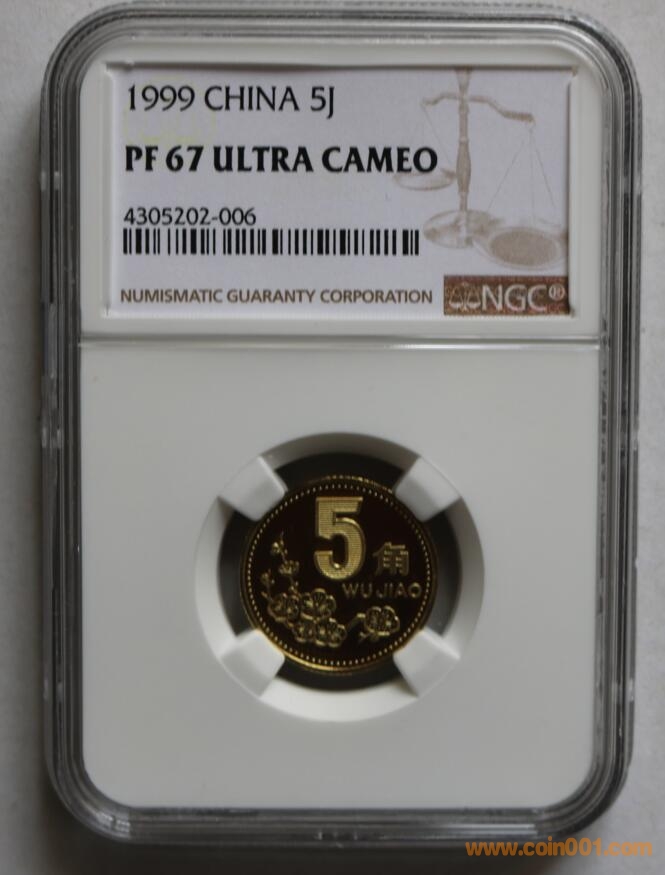 1999 CHINA 5J
PF 67 ULTRA CAMEO
4305202-006
NUMISMATIC GUARANTY CORPORATION
NGC®
5角
WU JIAO
www.coin001.com